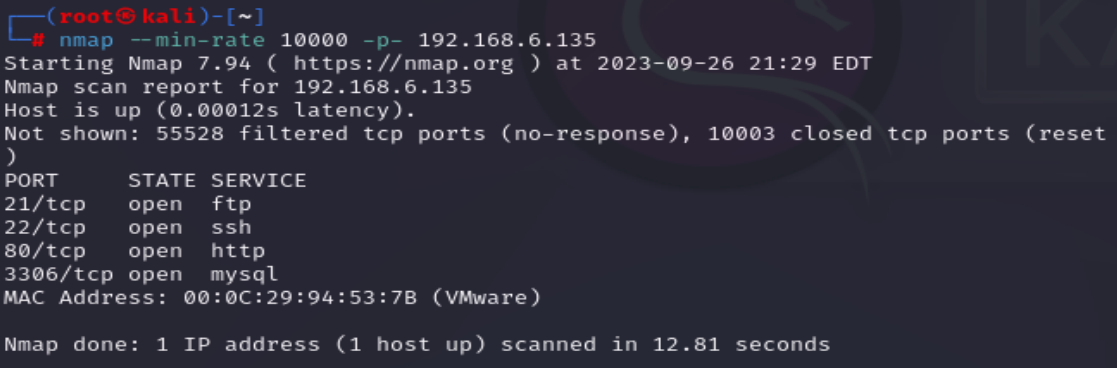 ┌──(root㉿kali)-[~]
└─# nmap --min-rate 10000 -p- 192.168.6.135
Starting Nmap 7.94 ( https://nmap.org ) at 2023-09-26 21:29 EDT
Nmap scan report for 192.168.6.135
Host is up (0.00012s latency).
Not shown: 55528 filtered tcp ports (no-response), 10003 closed tcp ports (reset
)
PORT     STATE SERVICE
21/tcp   open  ftp
22/tcp   open  ssh
80/tcp   open  http
3306/tcp open  mysql
MAC Address: 00:0C:29:94:53:7B (VMware)
Nmap done: 1 IP address (1 host up) scanned in 12.81 seconds